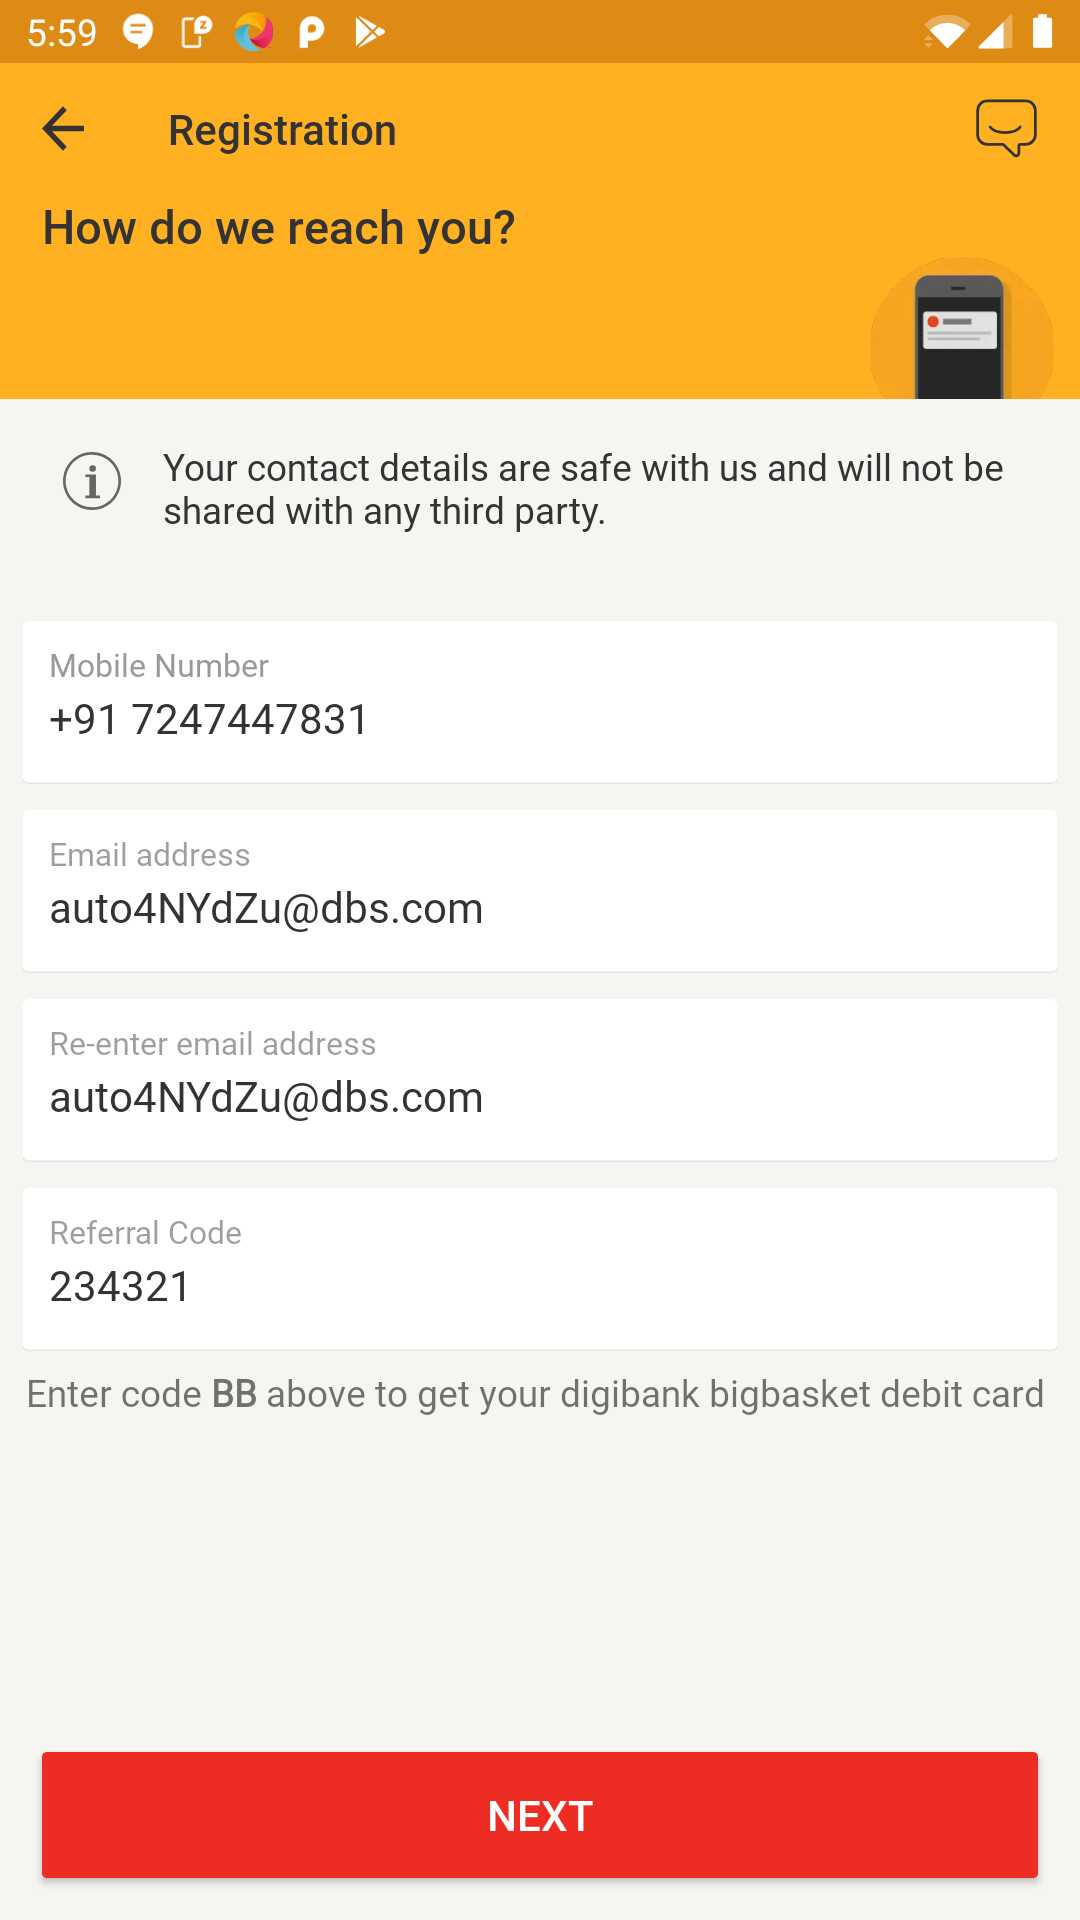 5:59
Registration
How do we reach you?
Your contact details are safe with us and will not be
shared with any third party.
Mobile Number
+91 7247447831
Email address
auto4NYdZu@dbs.com
Re-enter email address
auto4NYdZu@dbs.com
Referral Code
234321
Enter code BB above to get your digibank bigbasket debit card
NEXT